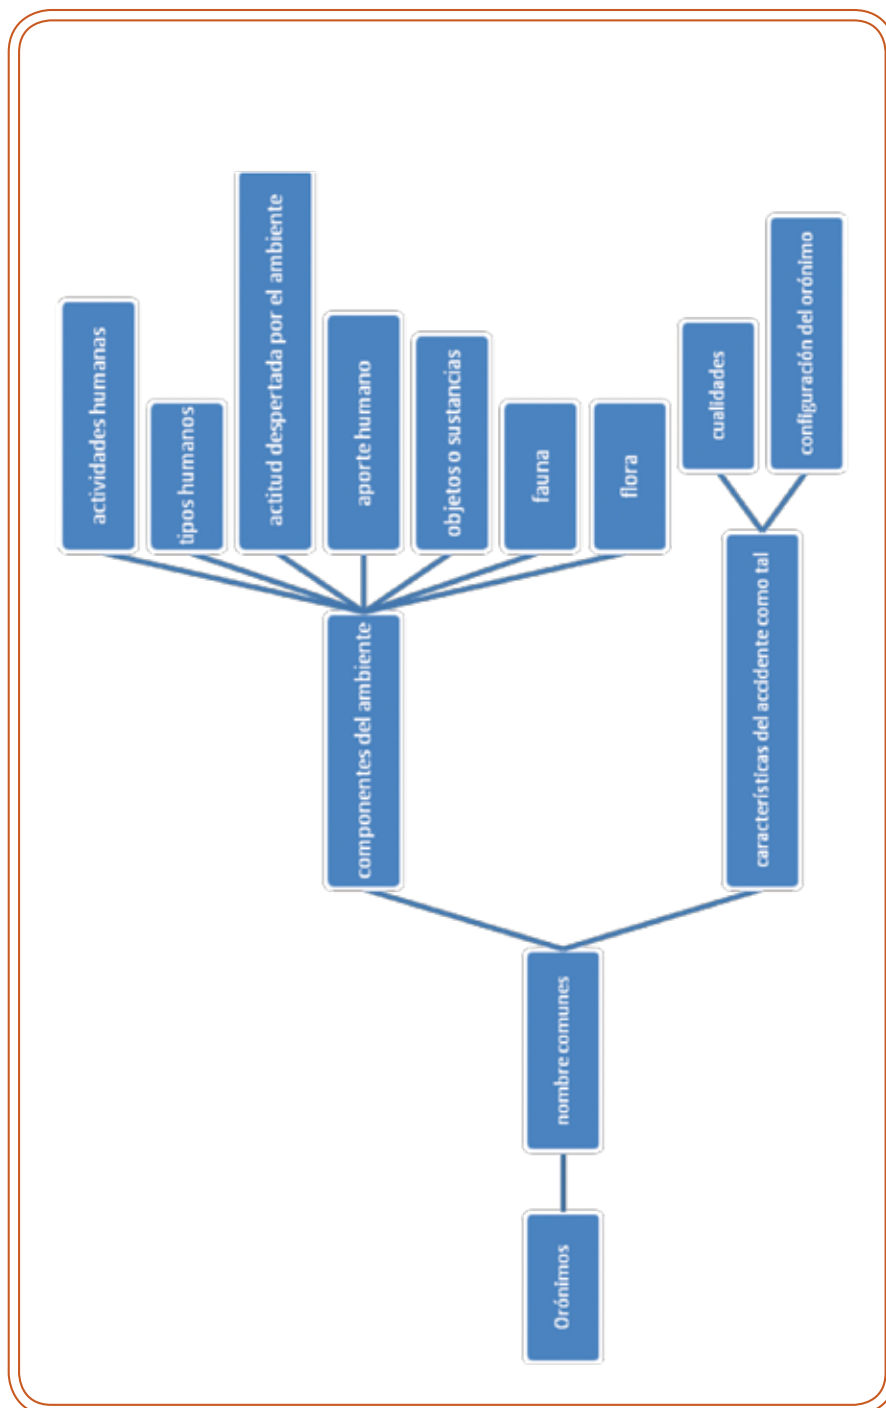 Orónimos
nombre comunes
componentes del ambiente
actividades humanas
tipos humanos
actitud despertada por el ambiente
aporte humano
objetos o sustancias
fauna
flora
características del accidente como tal
cualidades
configuración del orónimo